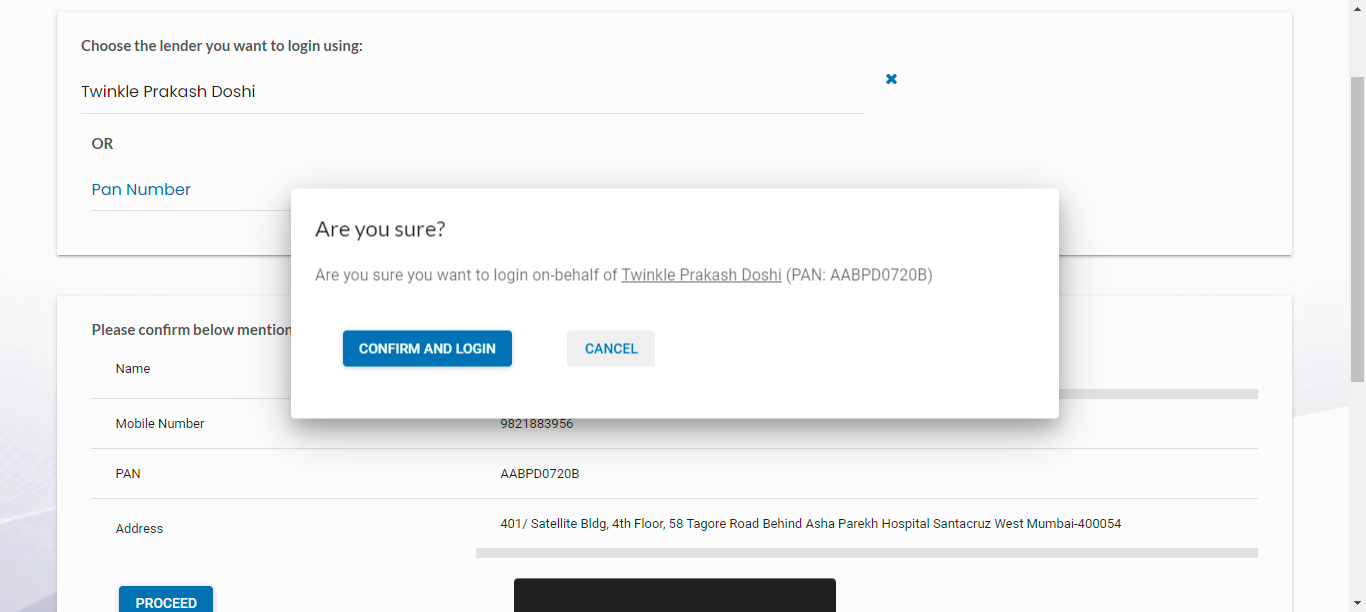 Choose the lender you want to login using:
Twinkle Prakash Doshi
OR
Pan Number
Are you sure?
Are you sure you want to login on-behalf of Twinkle Prakash Doshi (PAN: AABPD0720B)
CONFIRM AND LOGIN CANCEL
Please confirm below mention
Name
Mobile Number 9821883956
PAN AABPD0720B
Address 401/ Satellite Bldg, 4th Floor, 58 Tagore Road Behind Asha Parekh Hospital Santacruz West Mumbai-400054
PROCEED